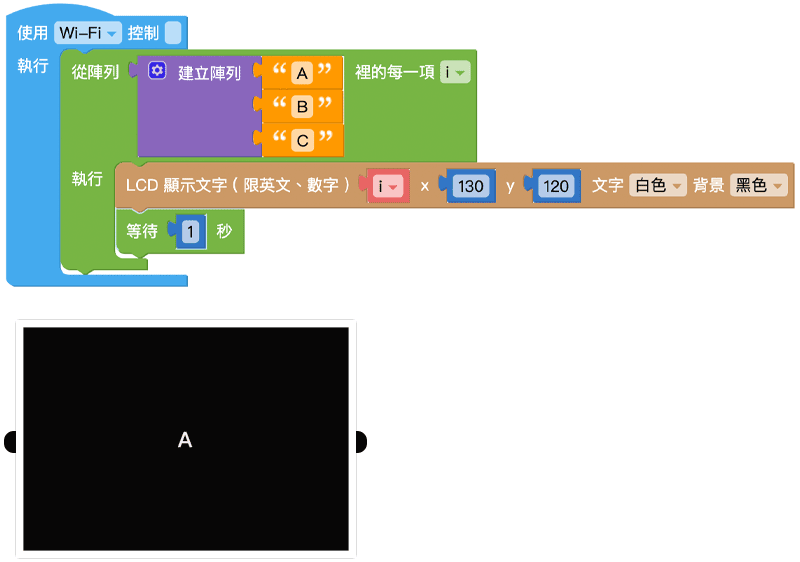 使用 Wi-Fi 控制
執行
從陣列 建立陣列 “ A ” 裡的每一項 i
“ B ”
“ C ”
執行 LCD 顯示文字 ( 限英文、數字 ) i x 130 y 120 文字 白色 背景 黑色
等待 1 秒
A